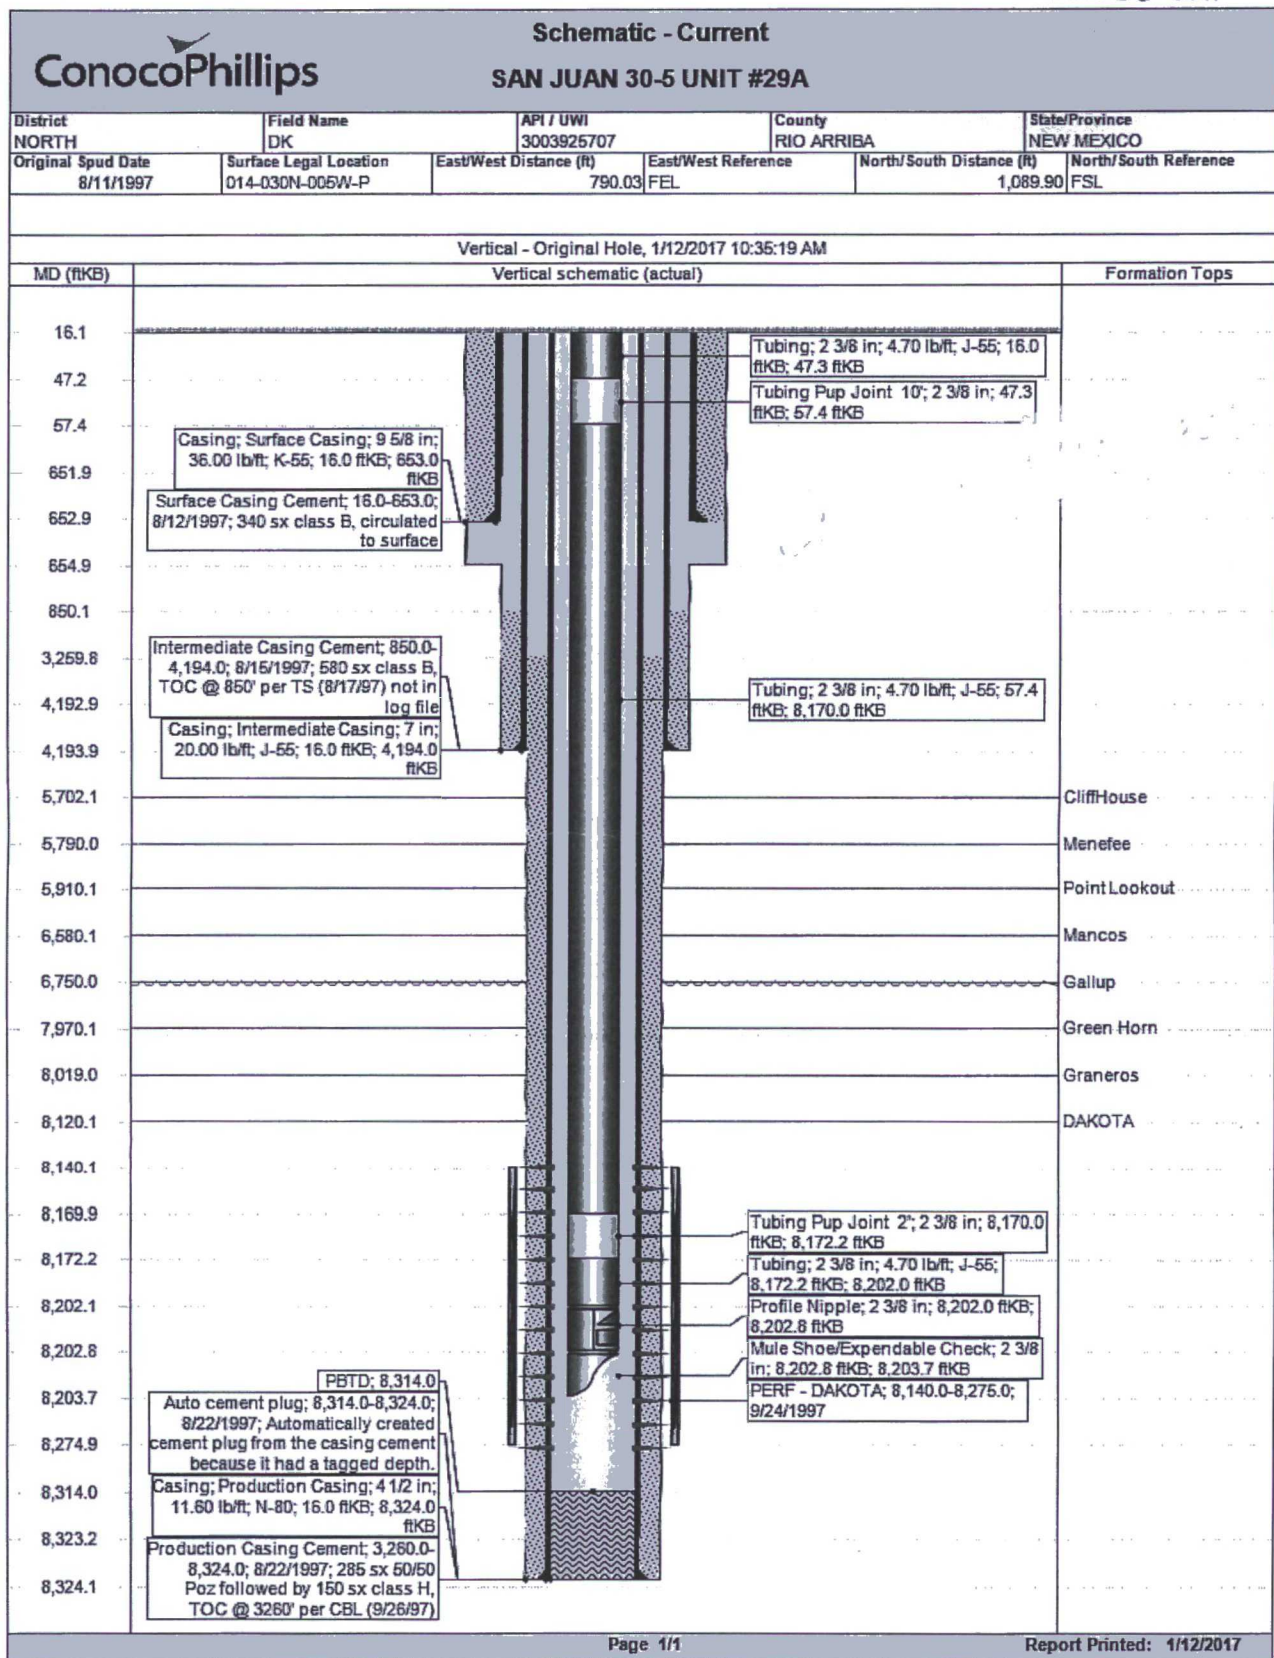 Schematic - Current
ConocoPhillips
SAN JUAN 30-5 UNIT #29A
District
NORTH
Field Name
DK
API / UWI
3003925707
County
RIO ARRIBA
State/Province
NEW MEXICO
Original Spud Date
8/11/1997
Surface Legal Location
014-030N-005W-P
East/West Distance (ft)
790.03
East/West Reference
FEL
North/South Distance (ft)
1,089.90
North/South Reference
FSL
Vertical - Original Hole, 1/12/2017 10:35:19 AM
MD (ftKB)
Vertical schematic (actual)
Formation Tops
16.1
47.2
57.4
651.9
652.9
654.9
850.1
3,259.8
4,192.9
4,193.9
5,702.1
5,790.0
5,910.1
6,580.1
6,750.0
7,970.1
8,019.0
8,120.1
8,140.1
8,169.9
8,172.2
8,202.1
8,202.8
8,203.7
8,274.9
8,314.0
8,323.2
8,324.1
Casing; Surface Casing; 9 5/8 in;
36.00 lb/ft; K-55; 16.0 ftKB; 653.0
ftKB
Surface Casing Cement; 16.0-653.0;
8/12/1997; 340 sx class B, circulated
to surface
Intermediate Casing Cement; 850.0-
4,194.0; 8/15/1997; 580 sx class B,
TOC @ 850' per TS (8/17/97) not in
log file
Casing; Intermediate Casing; 7 in;
20.00 lb/ft; J-55; 16.0 ftKB; 4,194.0
ftKB
PBTD; 8,314.0
Auto cement plug; 8,314.0-8,324.0;
8/22/1997; Automatically created
cement plug from the casing cement
because it had a tagged depth.
Casing; Production Casing; 4 1/2 in;
11.60 lb/ft; N-80; 16.0 ftKB; 8,324.0
ftKB
Production Casing Cement; 3,260.0-
8,324.0; 8/22/1997; 285 sx 50/50
Poz followed by 150 sx class H,
TOC @ 3260' per CBL (9/26/97)
Tubing; 2 3/8 in; 4.70 lb/ft; J-55; 16.0
ftKB; 47.3 ftKB
Tubing Pup Joint 10'; 2 3/8 in; 47.3
ftKB; 57.4 ftKB
Tubing; 2 3/8 in; 4.70 lb/ft; J-55; 57.4
ftKB; 8,170.0 ftKB
Tubing Pup Joint 2'; 2 3/8 in; 8,170.0
ftKB; 8,172.2 ftKB
Tubing; 2 3/8 in; 4.70 lb/ft; J-55;
8,172.2 ftKB; 8,202.0 ftKB
Profile Nipple; 2 3/8 in; 8,202.0 ftKB;
8,202.8 ftKB
Mule Shoe/Expendable Check; 2 3/8
in; 8,202.8 ftKB; 8,203.7 ftKB
PERF - DAKOTA; 8,140.0-8,275.0;
9/24/1997
CliffHouse
Menefee
Point Lookout
Mancos
Gallup
Green Horn
Graneros
DAKOTA
Page 1/1
Report Printed: 1/12/2017